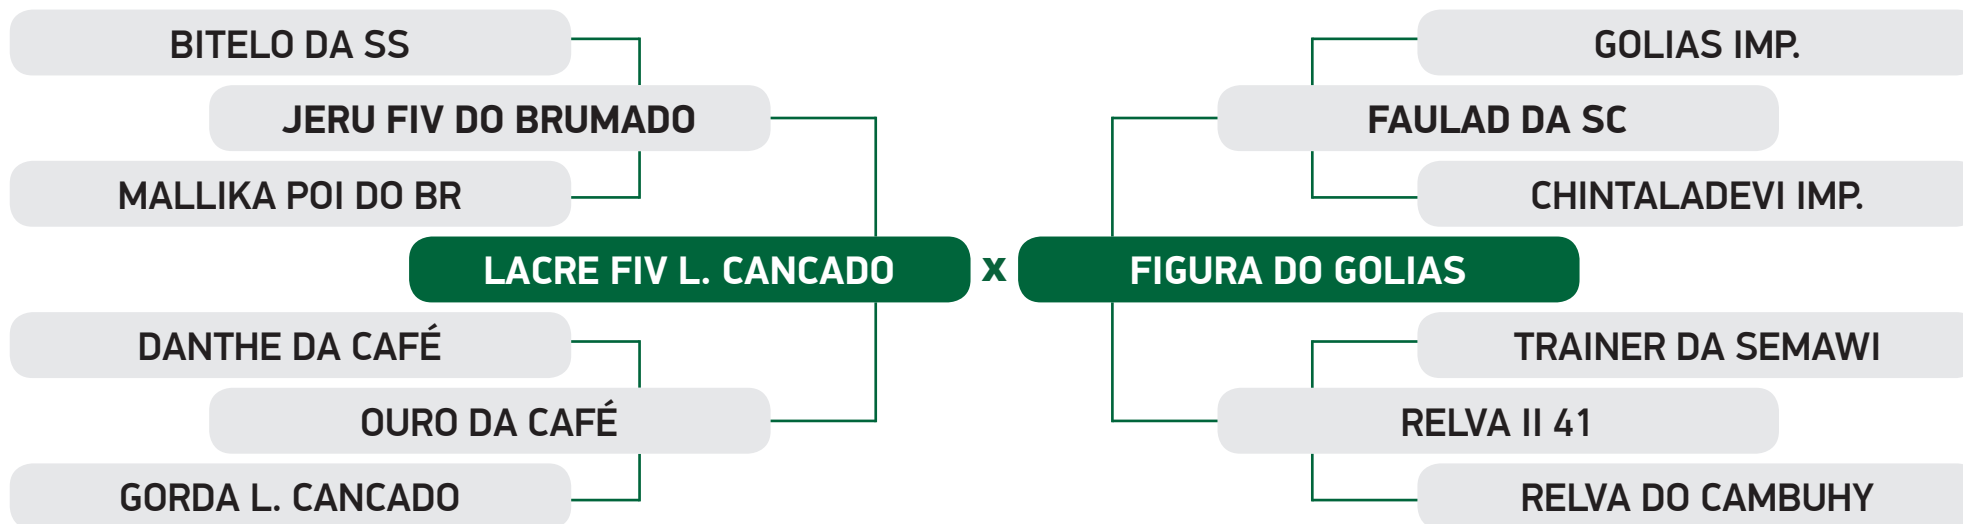 BITELO DA SS
GOLIAS IMP.
JERU FIV DO BRUMADO
FAULAD DA SC
MALLIKA POI DO BR
CHINTALADEVI IMP.
LACRE FIV L. CANCADO x FIGURA DO GOLIAS
DANTHE DA CAFÉ
TRAINER DA SEMAWI
OURO DA CAFÉ
RELVA II 41
GORDA L. CANCADO
RELVA DO CAMBUHY